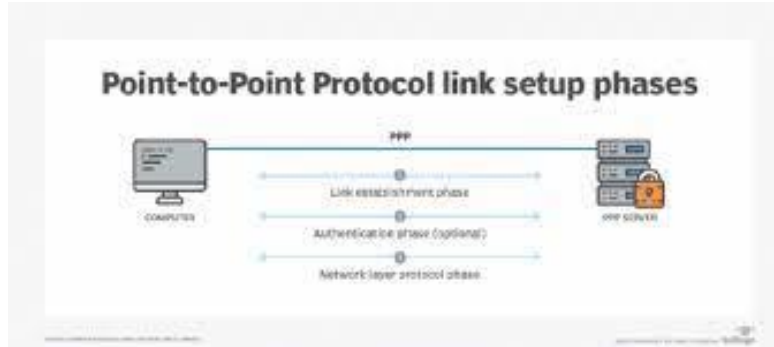 Point-to-Point Protocol link setup phases
PPP
Link establishment phase
COMPUTER
PPP SERVER
Authentication phase (optional)
Network layer protocol phase